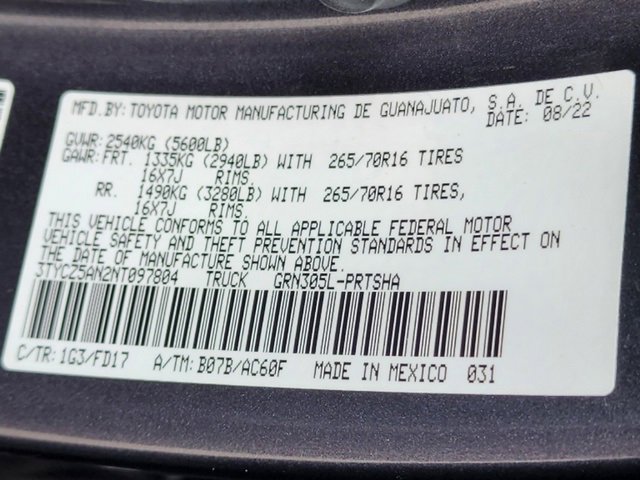 MFD.BY: TOYOTA MOTOR MANUFACTURING DE GUANAJUATO, S.A. DE C.V.
DATE: 08/22
GVWR: 2540KG (5600LB)
GAWR: FRT. 1335KG (2940LB) WITH 265/70R16 TIRES
16X7J RIMS
RR. 1490KG (3280LB) WITH 265/70R16 TIRES,
16X7J RIMS.
THIS VEHICLE CONFORMS TO ALL APPLICABLE FEDERAL MOTOR
VEHICLE SAFETY AND THEFT PREVENTION STANDARDS IN EFFECT ON
THE DATE OF MANUFACTURE SHOWN ABOVE.
3TYCZ5AN2NT097804 TRUCK GRN305L-PRTSHA
C/TR: 1G3/FD17 A/TM: B07B/AC60F MADE IN MEXICO 031